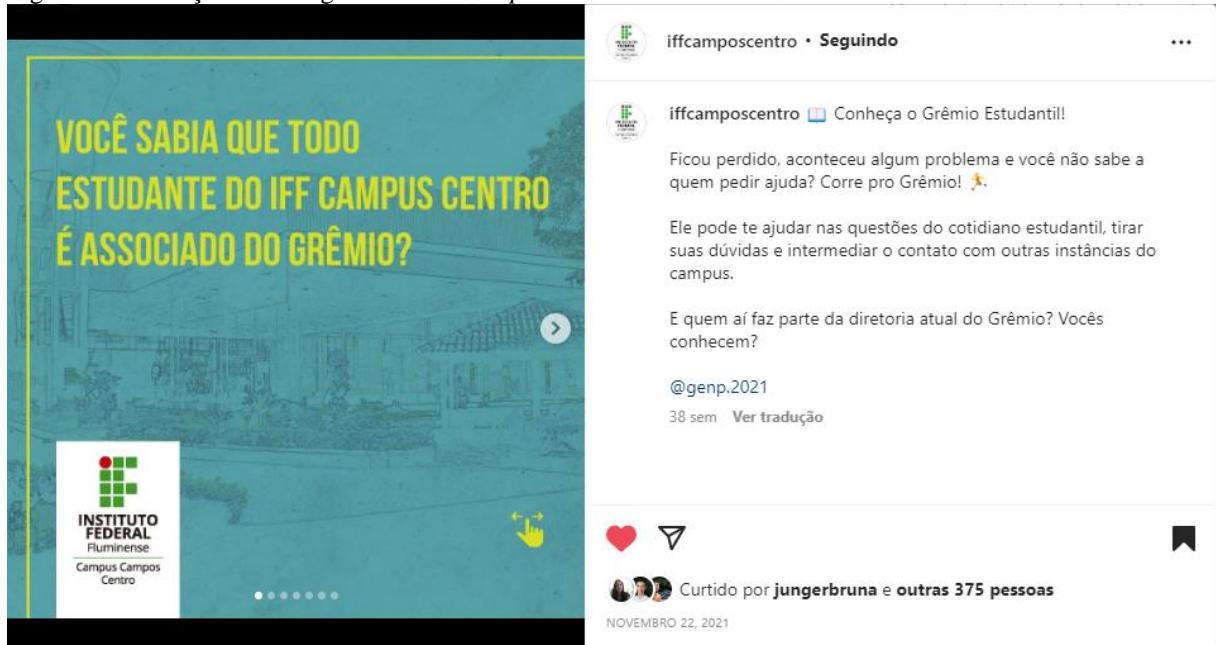 VOCÊ SABIA QUE TODO
ESTUDANTE DO IFF CAMPUS CENTRO
É ASSOCIADO DO GRÊMIO?
INSTITUTO
FEDERAL
Fluminense
Campus Campos
Centro
iffcamposcentro • Seguindo
iffcamposcentro 📖 Conheça o Grêmio Estudantil!
Ficou perdido, aconteceu algum problema e você não sabe a
quem pedir ajuda? Corre pro Grêmio! 🏃
Ele pode te ajudar nas questões do cotidiano estudantil, tirar
suas dúvidas e intermediar o contato com outras instâncias do
campus.
E quem aí faz parte da diretoria atual do Grêmio? Vocês
conhecem?
@genp.2021
38 sem Ver tradução
Curtido por jungerbruna e outras 375 pessoas
NOVEMBRO 22, 2021